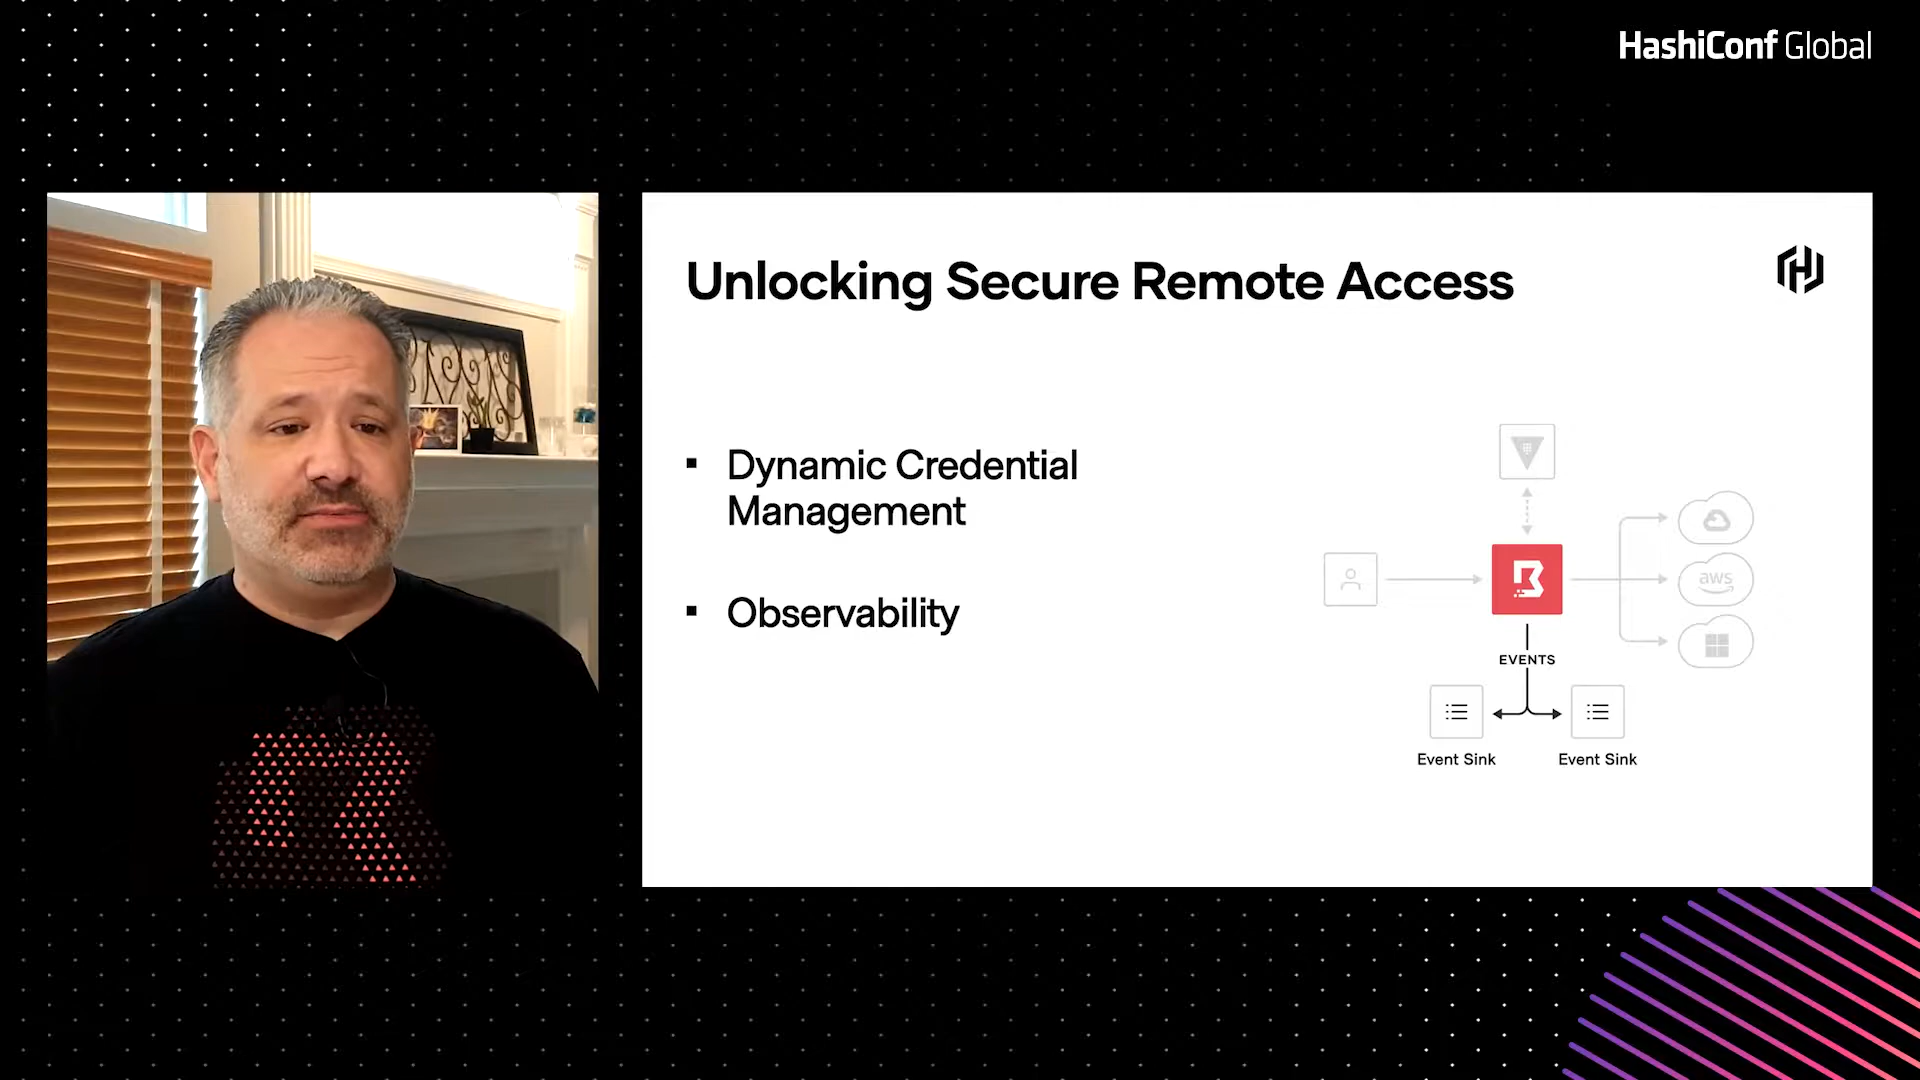 HashiConf Global
Unlocking Secure Remote Access
▪ Dynamic Credential
Management
▪ Observability
aws
EVENTS
Event Sink
Event Sink